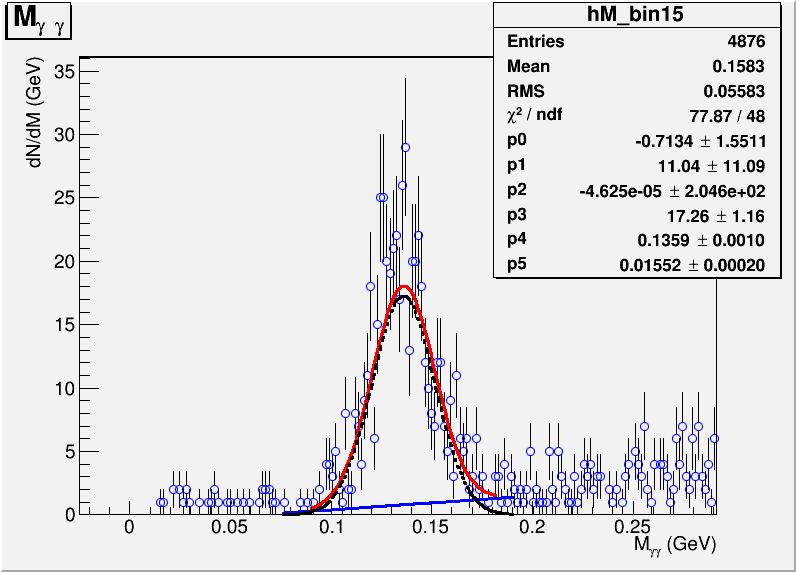 M γ γ
hM_bin15
Entries 4876
Mean 0.1583
RMS 0.05583
χ² / ndf 77.87 / 48
p0 -0.7134 ± 1.5511
p1 11.04 ± 11.09
p2 -4.625e-05 ± 2.046e+02
p3 17.26 ± 1.16
p4 0.1359 ± 0.0010
p5 0.01552 ± 0.00020
dN/dM (GeV)
35
30
25
20
15
10
5
0
0 0.05 0.1 0.15 0.2 0.25
Mγγ (GeV)